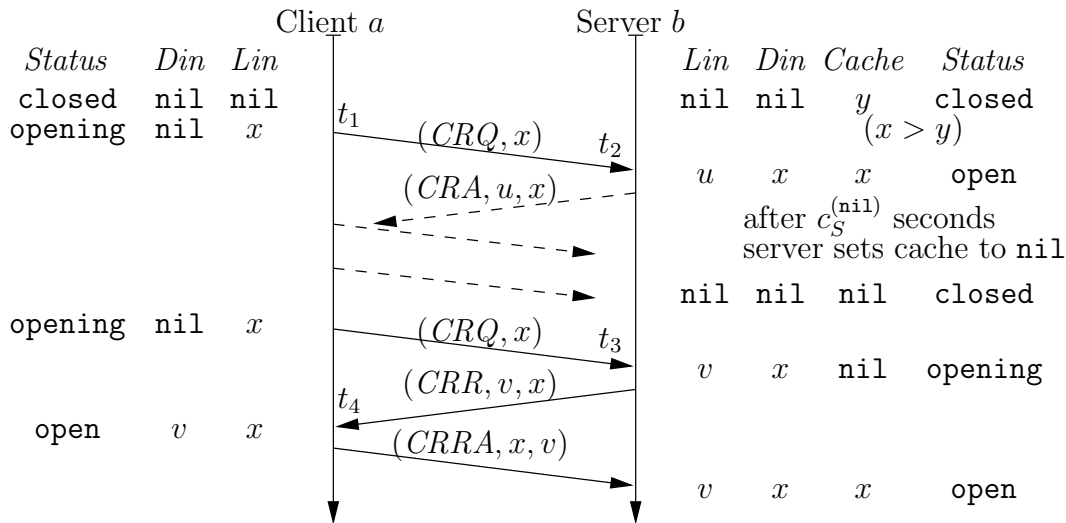 Client a Server b
Status Din Lin Lin Din Cache Status
closed nil nil nil nil y closed
opening nil x t₁ (CRQ, x) t₂ (x > y)
(CRA, u, x) u x x open
after c_S^(nil) seconds
server sets cache to nil
nil nil nil closed
opening nil x (CRQ, x) t₃
(CRR, v, x) v x nil opening
t₄
open v x (CRRA, x, v)
v x x open